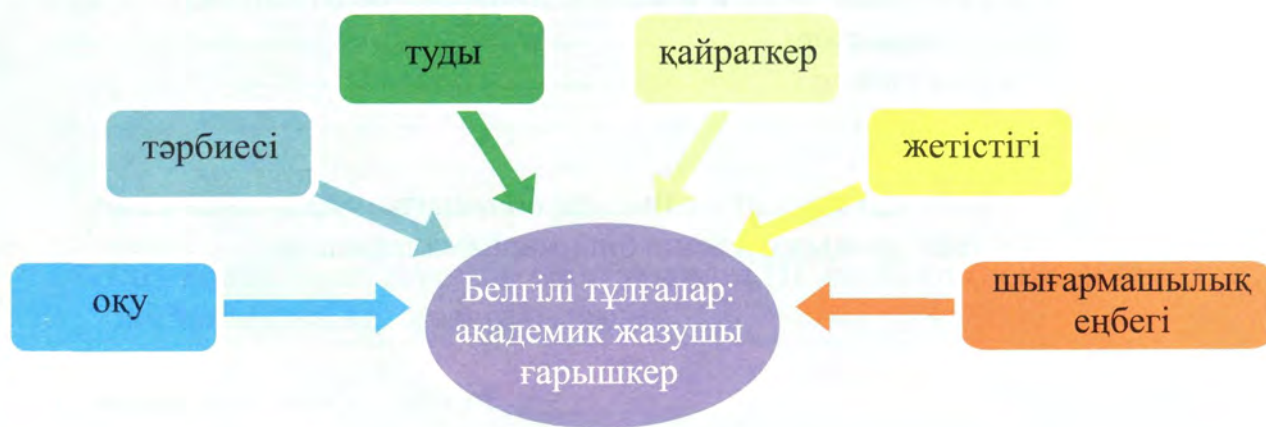 туды
қайраткер
тәрбиесі
жетістігі
оқу
Белгілі тұлғалар:
академик жазушы
ғарышкер
шығармашылық
еңбегі